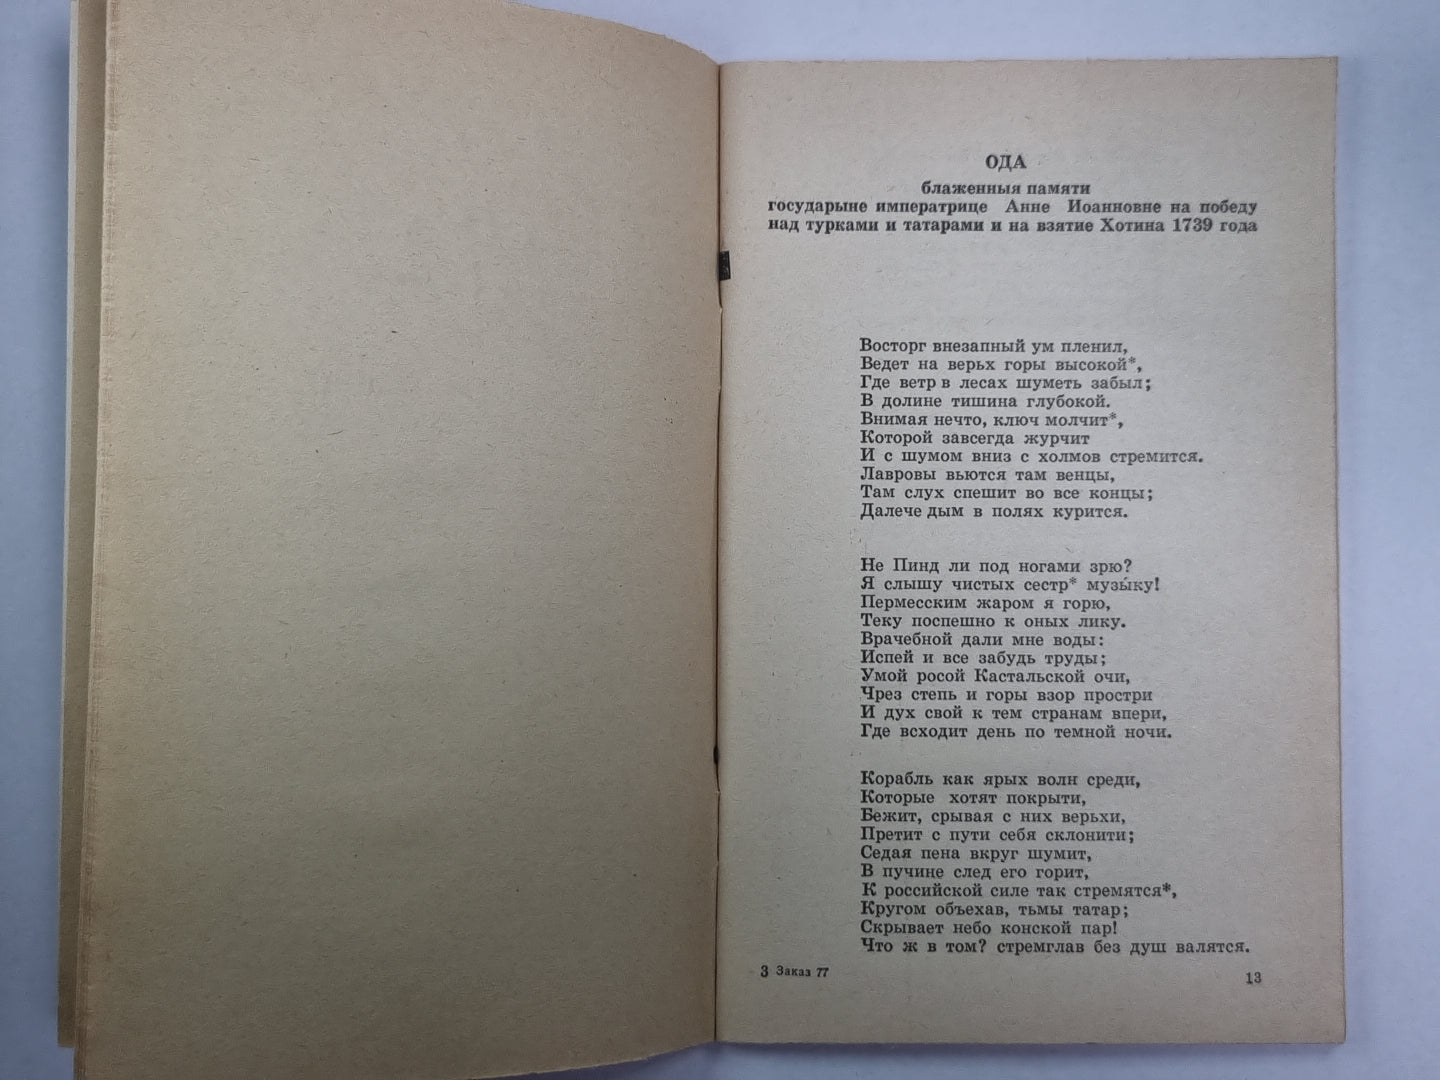 ОДА
блаженныя памяти
государыне императрице Анне Иоанновне на победу
над турками и татарами и на взятие Хотина 1739 года
Восторг внезапный ум пленил,
Ведет на верьх горы высокой*,
Где ветр в лесах шуметь забыл;
В долине тишина глубокой.
Внимая нечто, ключ молчит*,
Которой завсегда журчит
И с шумом вниз с холмов стремится.
Лавровы вьются там венцы,
Там слух спешит во все концы;
Далече дым в полях курится.
Не Пинд ли под ногами зрю?
Я слышу чистых сестр* музы́ку!
Пермесским жаром я горю,
Теку поспешно к оных лику.
Врачебной дали мне воды:
Испей и все забудь труды;
Умой росой Кастальской очи,
Чрез степь и горы взор простри
И дух свой к тем странам впери,
Где всходит день по темной ночи.
Корабль как ярых волн среди,
Которые хотят покрыти,
Бежит, срывая с них верьхи,
Претит с пути себя склонити;
Седая пена вкруг шумит,
В пучине след его горит,
К российской силе так стремятся*,
Кругом объехав, тьмы татар;
Скрывает небо конской пар!
Что ж в том? стремглав без душ валятся.
3 Заказ 77
13